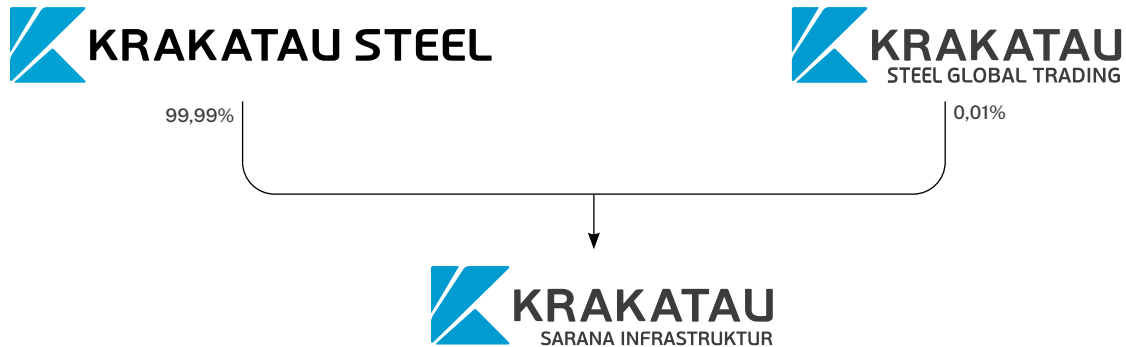 KRAKATAU STEEL
KRAKATAU
STEEL GLOBAL TRADING
99,99%
0,01%
KRAKATAU
SARANA INFRASTRUKTUR